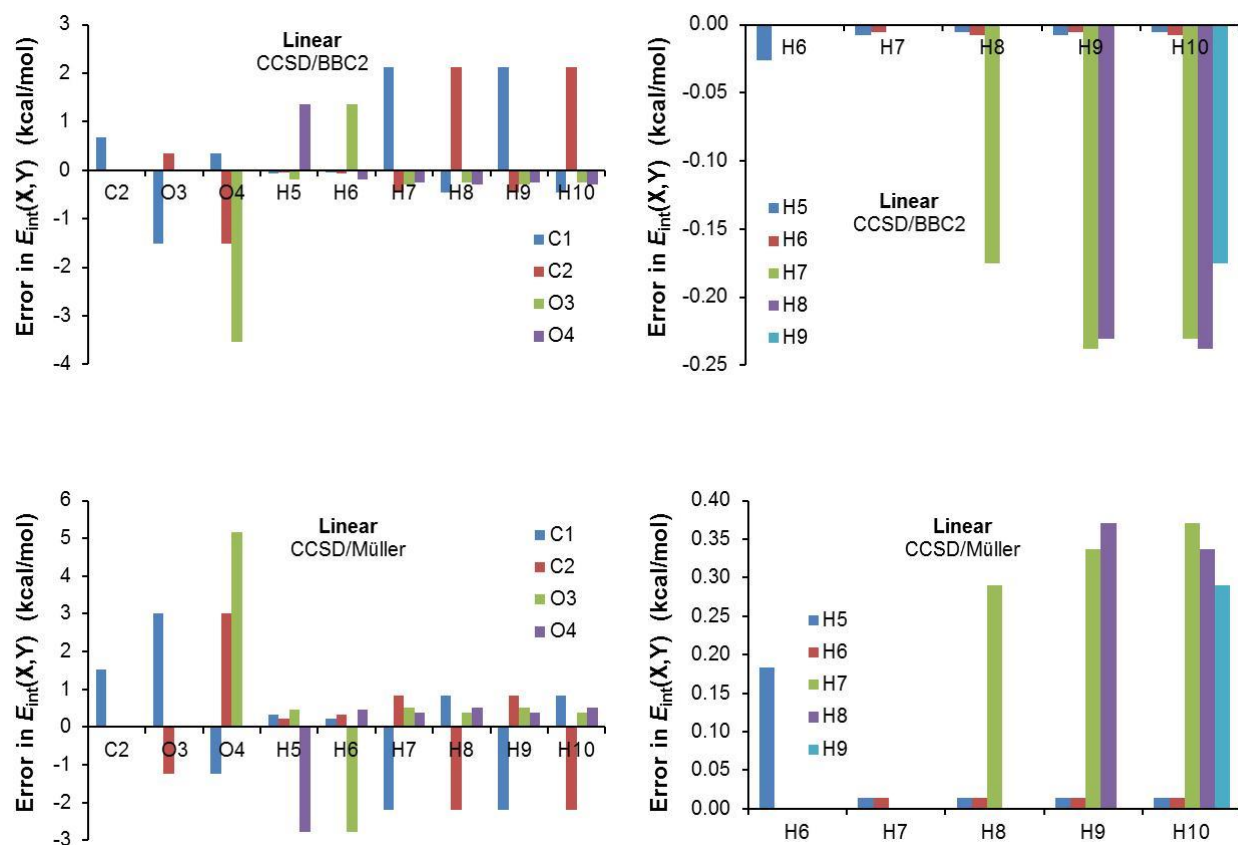 Error in Eint(X,Y) (kcal/mol)
3
2
1
0
-1
-2
-3
-4
Linear
CCSD/BBC2
C2
O3
O4
H5
H6
H7
H8
H9
H10
C1
C2
O3
O4
Error in Eint(X,Y) (kcal/mol)
0.00
-0.05
-0.10
-0.15
-0.20
-0.25
H6
H7
H8
H9
H10
Linear
CCSD/BBC2
H5
H6
H7
H8
H9
Error in Eint(X,Y) (kcal/mol)
6
5
4
3
2
1
0
-1
-2
-3
Linear
CCSD/Müller
C1
C2
O3
O4
C2
O3
O4
H5
H6
H7
H8
H9
H10
Error in Eint(X,Y) (kcal/mol)
0.40
0.35
0.30
0.25
0.20
0.15
0.10
0.05
0.00
Linear
CCSD/Müller
H5
H6
H7
H8
H9
H6
H7
H8
H9
H10